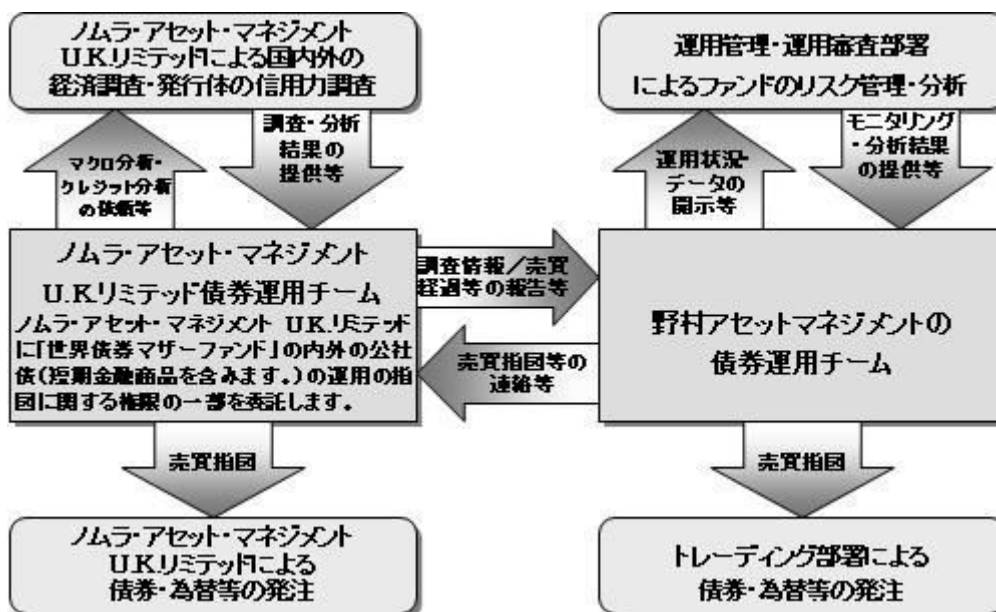 ノムラ・アセット・マネジメント
U.K.リミテッドによる国内外の
経済調査・発行体の信用力調査
運用管理・運用審査部署
によるファンドのリスク管理・分析
マクロ分析・
クレジット分析
の依頼等
調査・分析
結果の
提供等
運用状況・
データの
開示等
モニタリング
・分析結果
の提供等
ノムラ・アセット・マネジメント
U.K.リミテッド債券運用チーム
ノムラ・アセット・マネジメント U.K.リミテッド
に「世界債券マザーファンド」の内外の公社
債(短期金融商品を含みます。)の運用の指
図に関する権限の一部を委託します。
調査情報／売買
経過等の報告等
売買指図等の
連絡等
野村アセットマネジメントの
債券運用チーム
売買指図
売買指図
ノムラ・アセット・マネジメント
U.K.リミテッドによる
債券・為替等の発注
トレーディング部署による
債券・為替等の発注